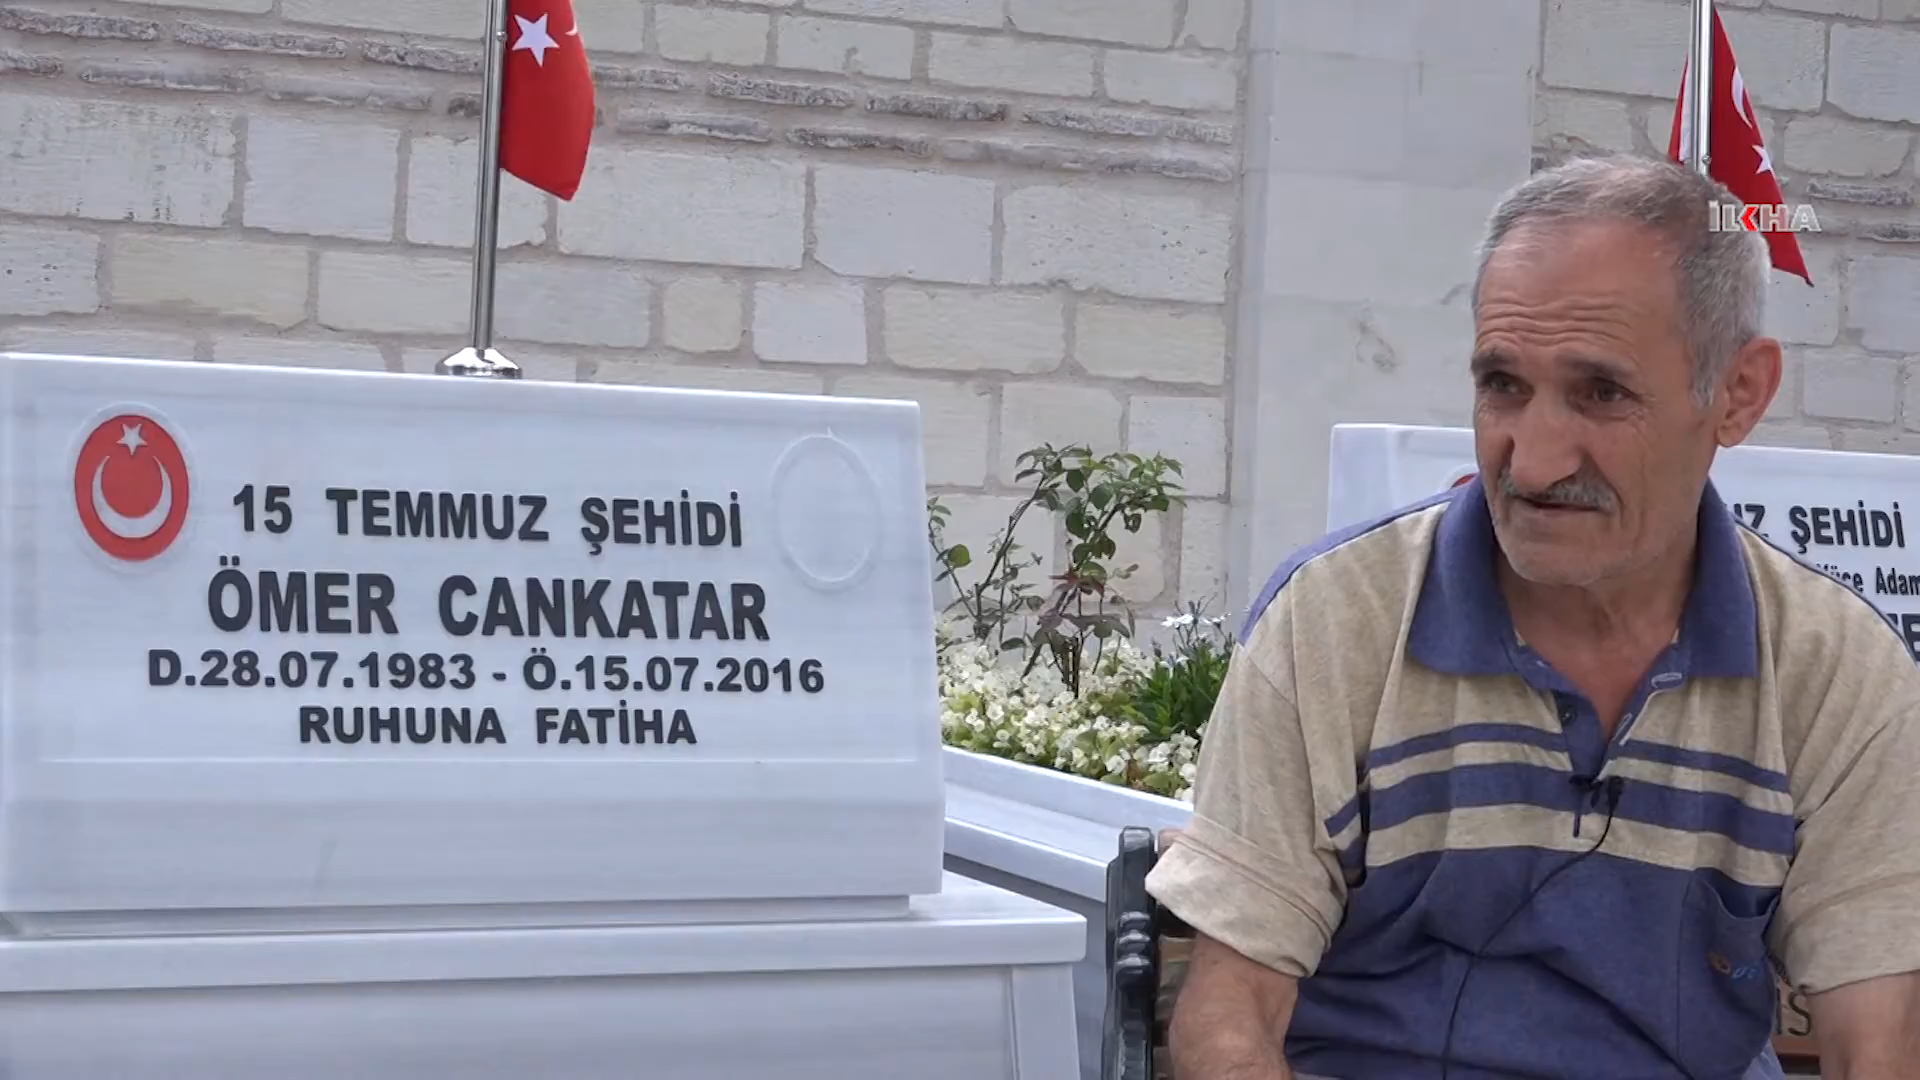 İLKHA
15 TEMMUZ ŞEHİDİ
ÖMER CANKATAR
D.28.07.1983 - Ö.15.07.2016
RUHUNA FATİHA
ŞEHİDİ